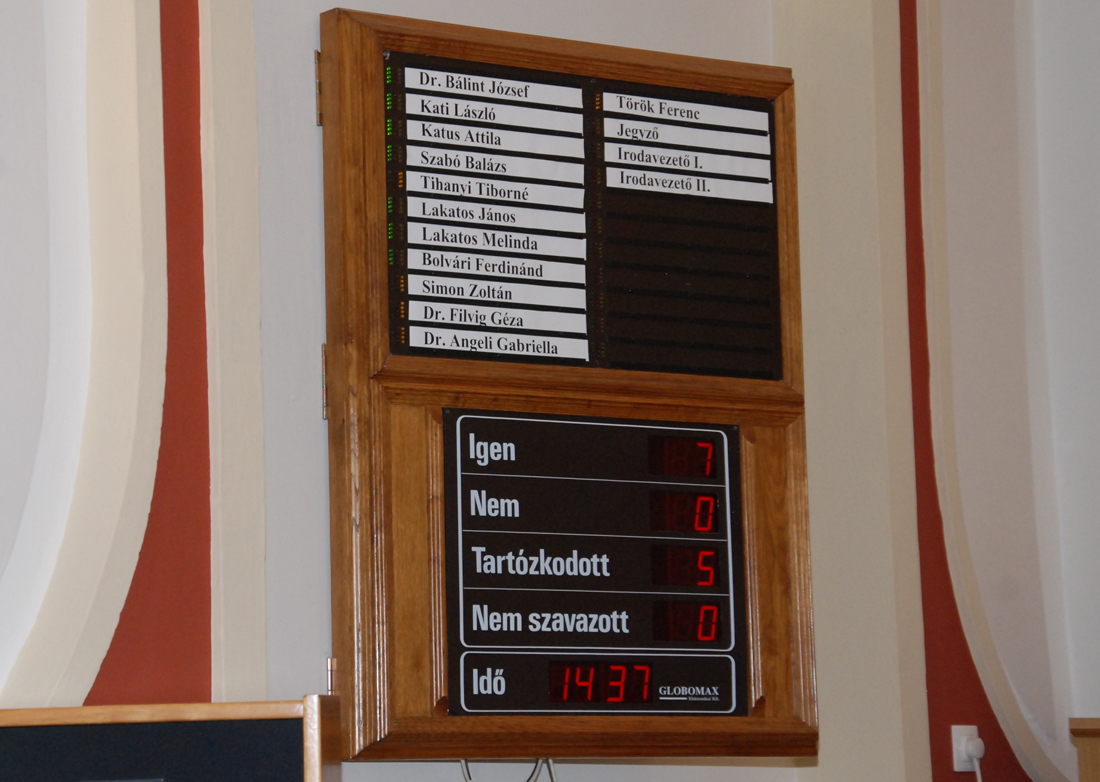 Dr. Bálint József
Kati László
Katus Attila
Szabó Balázs
Tihanyi Tiborné
Lakatos János
Lakatos Melinda
Bolvári Ferdinánd
Simon Zoltán
Dr. Filvig Géza
Dr. Angeli Gabriella
Török Ferenc
Jegyző
Irodavezető I.
Irodavezető II.
Igen 7
Nem 0
Tartózkodott 5
Nem szavazott 0
Idő 14 37
GLOBOMAX